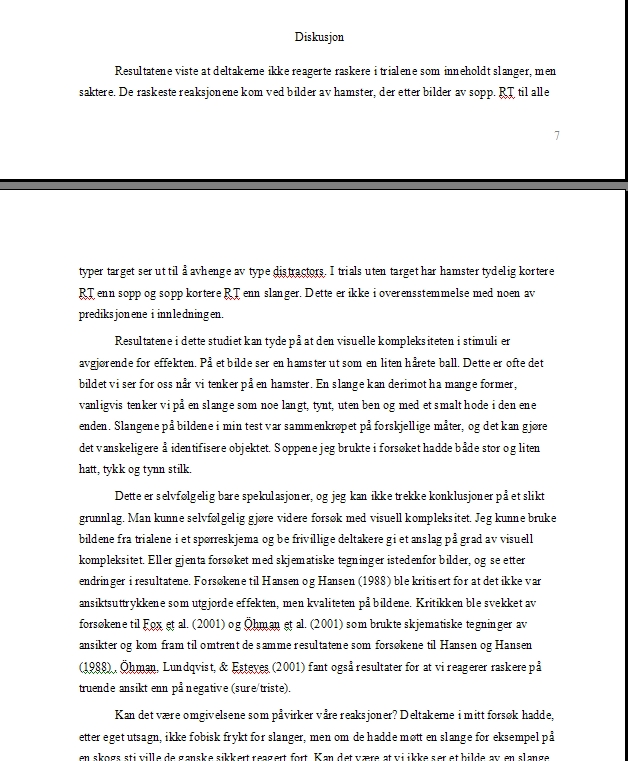 Diskusjon
Resultatene viste at deltakerne ikke reagerte raskere i trialene som inneholdt slanger, men
saktere. De raskeste reaksjonene kom ved bilder av hamster, der etter bilder av sopp. RT til alle
7
typer target ser ut til å avhenge av type distractors. I trials uten target har hamster tydelig kortere
RT enn sopp og sopp kortere RT enn slanger. Dette er ikke i overensstemmelse med noen av
prediksjonene i innledningen.
Resultatene i dette studiet kan tyde på at den visuelle kompleksiteten i stimuli er
avgjørende for effekten. På et bilde ser en hamster ut som en liten hårete ball. Dette er ofte det
bildet vi ser for oss når vi tenker på en hamster. En slange kan derimot ha mange former,
vanligvis tenker vi på en slange som noe langt, tynt, uten ben og med et smalt hode i den ene
enden. Slangene på bildene i min test var sammenkrøpet på forskjellige måter, og det kan gjøre
det vanskeligere å identifisere objektet. Soppene jeg brukte i forsøket hadde både stor og liten
hatt, tykk og tynn stilk.
Dette er selvfølgelig bare spekulasjoner, og jeg kan ikke trekke konklusjoner på et slikt
grunnlag. Man kunne selvfølgelig gjøre videre forsøk med visuell kompleksitet. Jeg kunne bruke
bildene fra trialene i et spørreskjema og be frivillige deltakere gi et anslag på grad av visuell
kompleksitet. Eller gjenta forsøket med skjematiske tegninger istedenfor bilder, og se etter
endringer i resultatene. Forsøkene til Hansen og Hansen (1988) ble kritisert for at det ikke var
ansiktsuttrykkene som utgjorde effekten, men kvaliteten på bildene. Kritikken ble svekket av
forsøkene til Fox et al. (2001) og Öhman et al. (2001) som brukte skjematiske tegninger av
ansikter og kom fram til omtrent de samme resultatene som forsøkene til Hansen og Hansen
(1988). Öhman, Lundqvist, & Esteves (2001) fant også resultater for at vi reagerer raskere på
truende ansikt enn på negative (sure/triste).
Kan det være omgivelsene som påvirker våre reaksjoner? Deltakerne i mitt forsøk hadde,
etter eget utsagn, ikke fobisk frykt for slanger, men om de hadde møtt en slange for eksempel på
en skogs sti ville de ganske sikkert reagert fort. Kan det være at vi ikke ser et bilde av en slange